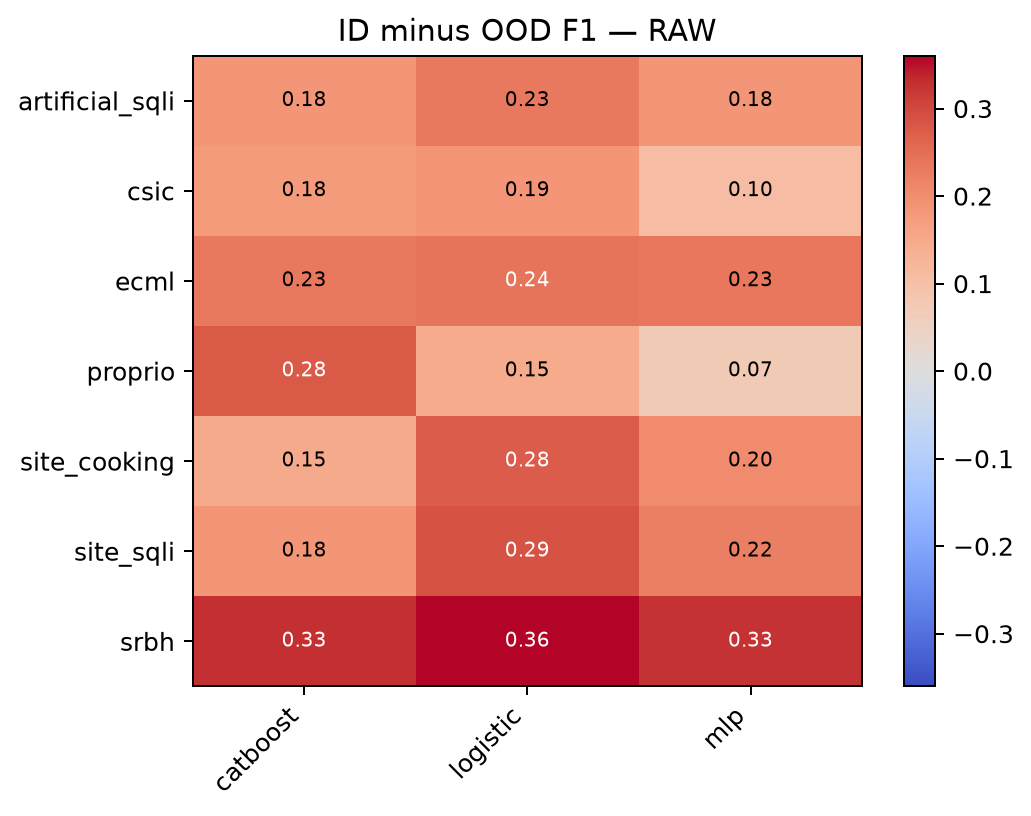 ID minus OOD F1 — RAW
artificial_sqli 0.18 0.23 0.18
csic 0.18 0.19 0.10
ecml 0.23 0.24 0.23
proprio 0.28 0.15 0.07
site_cooking 0.15 0.28 0.20
site_sqli 0.18 0.29 0.22
srbh 0.33 0.36 0.33
catboost logistic mlp
0.3
0.2
0.1
0.0
−0.1
−0.2
−0.3